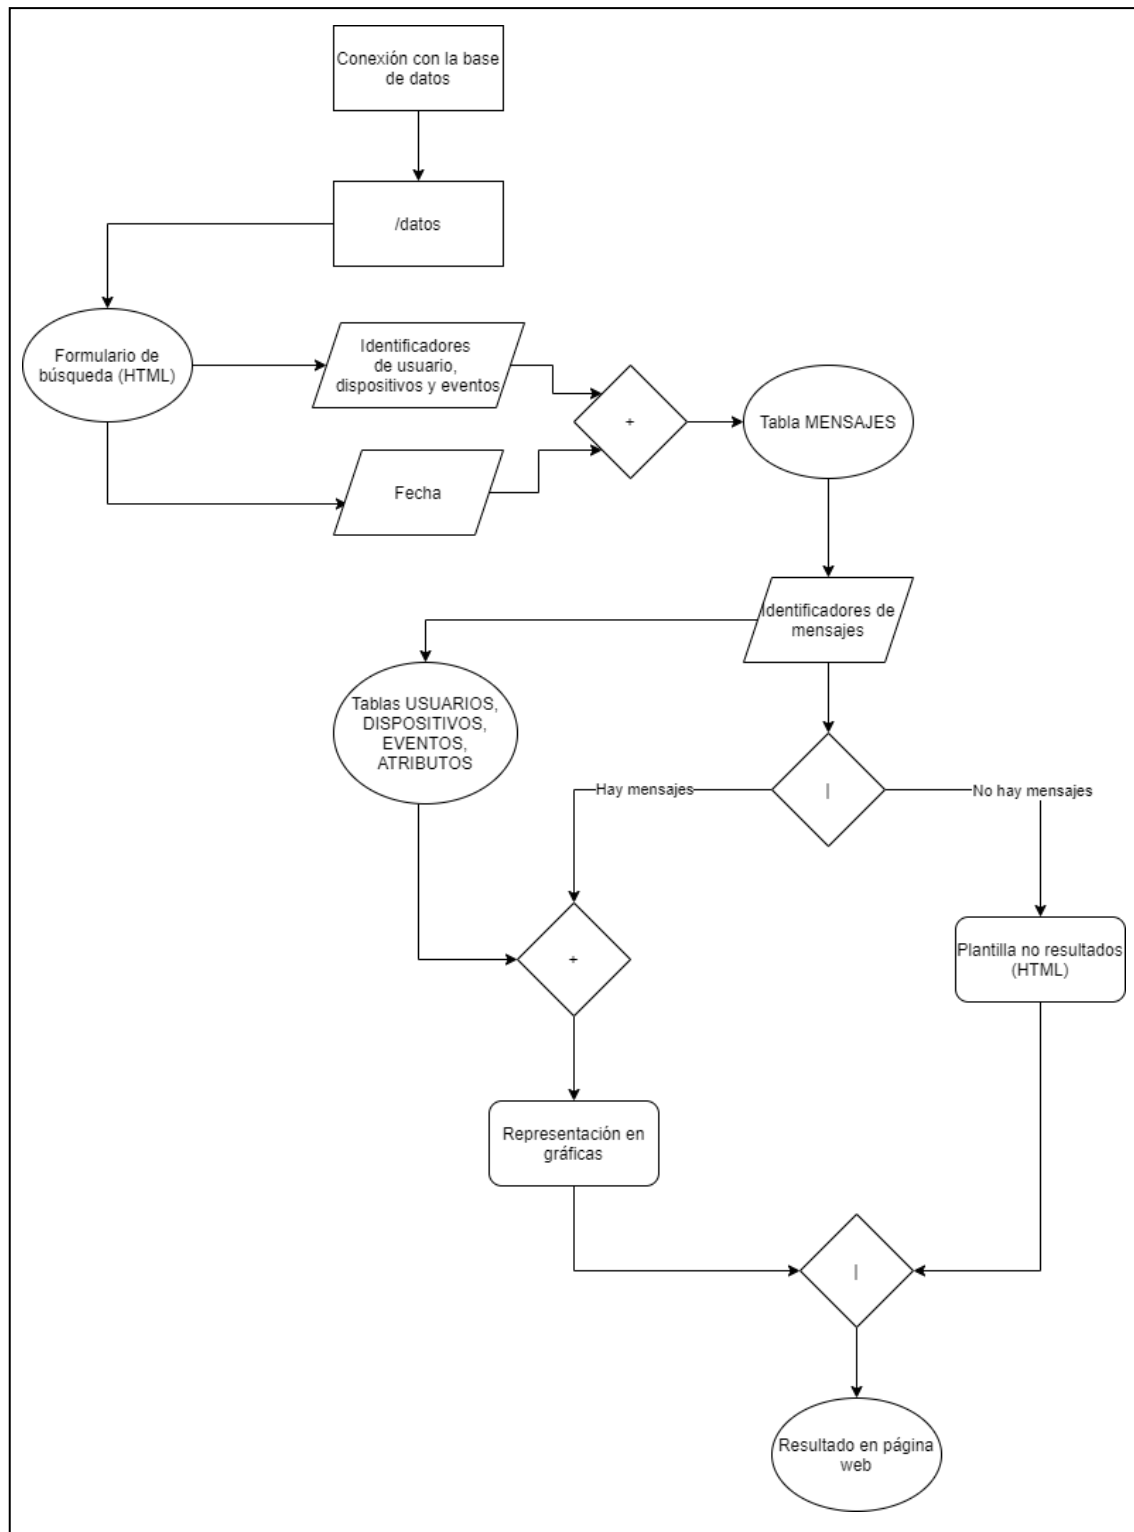 Conexión con la base
de datos
/datos
Formulario de
búsqueda (HTML)
Identificadores
de usuario,
dispositivos y eventos
+
Tabla MENSAJES
Fecha
Identificadores de
mensajes
Tablas USUARIOS,
DISPOSITIVOS,
EVENTOS,
ATRIBUTOS
Hay mensajes
|
No hay mensajes
+
Plantilla no resultados
(HTML)
Representación en
gráficas
|
Resultado en página
web